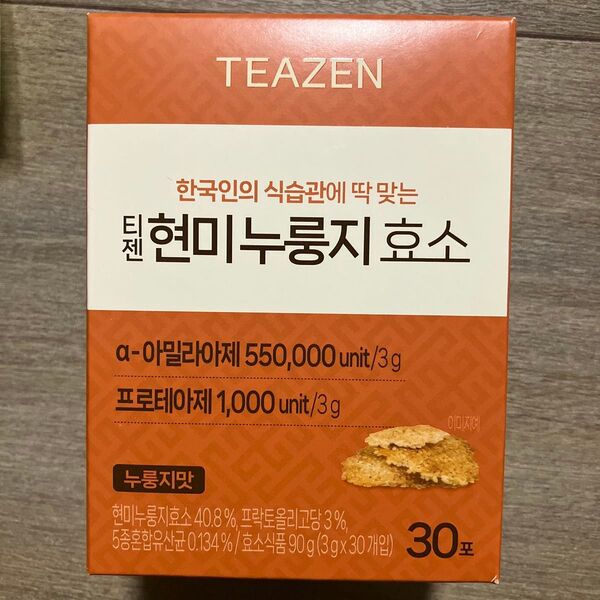 TEAZEN
한국인의 식습관에 딱 맞는
티젠 현미누룽지 효소
α-아밀라아제 550,000 unit/3g
프로테아제 1,000 unit/3g
이미지예
누룽지맛
현미누룽지효소 40.8%, 프락토올리고당 3%,
5종혼합유산균 0.134% / 효소식품 90g (3g x 30개입)
30포